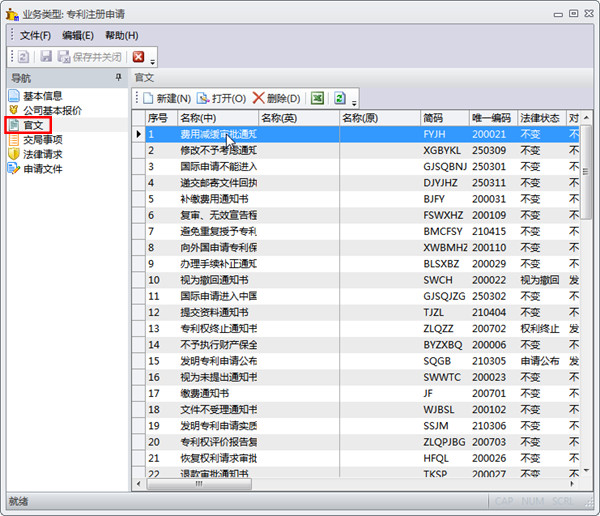 业务类型: 专利注册申请
文件(F) 编辑(E) 帮助(H)
保存并关闭
导航
官文
基本信息
公司基本报价
官文
交局事项
法律请求
申请文件
新建(N) 打开(O) 删除(D)
序号 名称(中) 名称(英) 名称(原) 简码 唯一编码 法律状态 对
1 费用减缓审批通知 FYJH 200021 不变 不
2 修改不予考虑通知 XGBYKL 250309 不变 不
3 国际申请不能进入 GJSQBNJ 250301 不变 不
4 递交邮寄文件回执 DJYJHZ 250311 不变 不
5 补缴费用通知书 BJFY 200031 不变 不
6 复审、无效宣告程 FSWXHZ 200109 不变 不
7 避免重复授予专利 BMCFSY 210415 不变 不
8 向外国申请专利保 XWBMHZ 200110 不变 不
9 办理手续补正通知 BLSXBZ 200029 不变 不
10 视为撤回通知书 SWCH 200022 视为撤回 发
11 国际申请进入中国 GJSQJZG 250302 不变 不
12 提交资料通知书 TJZL 210404 不变 不
13 专利权终止通知书 ZLQZZ 200702 权利终止 发
14 不予执行财产保全 BYZXBQ 200006 不变 不
15 发明专利申请公布 SQGB 210305 申请公布 发
16 视为未提出通知书 SWWTC 200023 不变 不
17 缴费通知书 JF 200701 不变 不
18 文件不受理通知书 WJBSL 200102 不变 不
19 发明专利申请实质 SSJM 210306 不变 不
20 专利权评价报告复 ZLQPJBG 200703 不变 不
21 恢复权利请求审批 HFQL 200026 不变 不
22 退款审批通知书 TKSP 200027 不变 不
就绪 CAP NUM SCRL